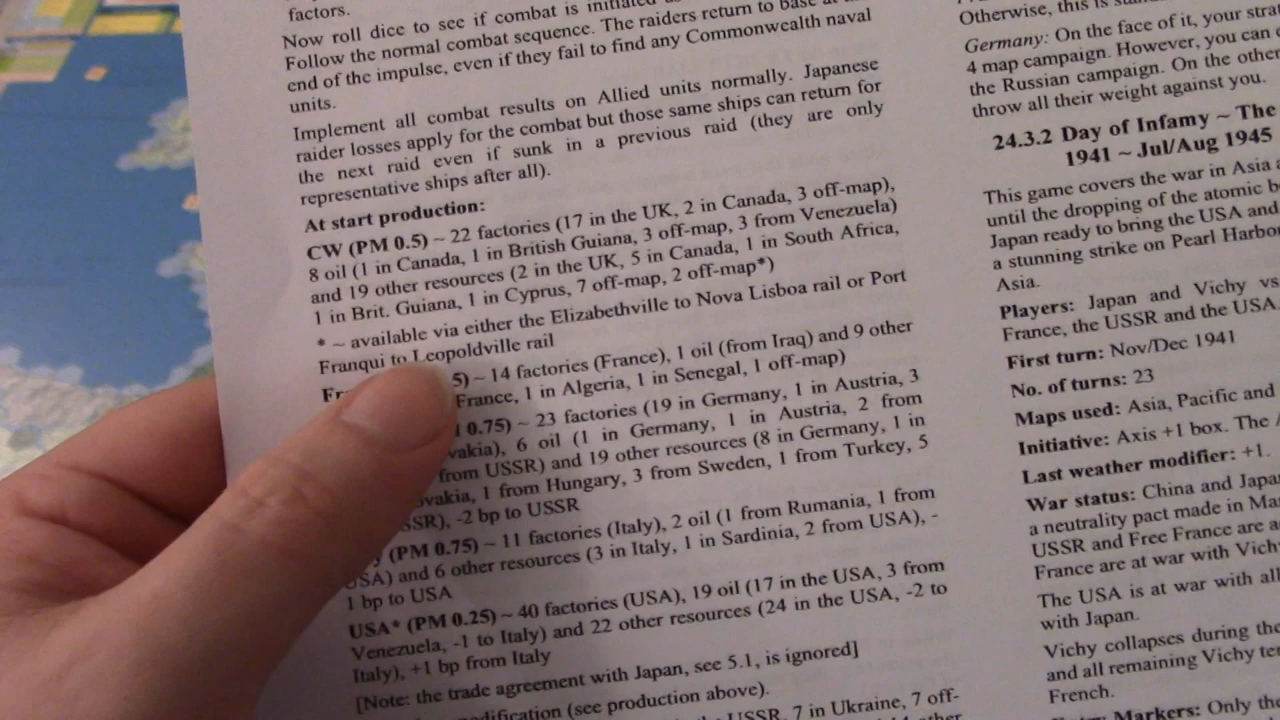 factors.
Now roll dice to see if combat is initiated
Follow the normal combat sequence. The raiders return to base at
end of the impulse, even if they fail to find any Commonwealth naval
units.
Implement all combat results on Allied units normally. Japanese
raider losses apply for the combat but those same ships can return for
the next raid even if sunk in a previous raid (they are only
representative ships after all).
At start production:
CW (PM 0.5) ~ 22 factories (17 in the UK, 2 in Canada, 3 off-map),
8 oil (1 in Canada, 1 in British Guiana, 3 off-map, 3 from Venezuela)
and 19 other resources (2 in the UK, 5 in Canada, 1 in South Africa,
1 in Brit. Guiana, 1 in Cyprus, 7 off-map, 2 off-map*)
* ~ available via either the Elizabethville to Nova Lisboa rail or Port
Franqui to Leopoldville rail
5) ~ 14 factories (France), 1 oil (from Iraq) and 9 other
France, 1 in Algeria, 1 in Senegal, 1 off-map)
0.75) ~ 23 factories (19 in Germany, 1 in Austria, 3
vakia), 6 oil (1 in Germany, 1 in Austria, 2 from
from USSR) and 19 other resources (8 in Germany, 1 in
ovakia, 1 from Hungary, 3 from Sweden, 1 from Turkey, 5
SSR), -2 bp to USSR
(PM 0.75) ~ 11 factories (Italy), 2 oil (1 from Rumania, 1 from
USA) and 6 other resources (3 in Italy, 1 in Sardinia, 2 from USA), -
1 bp to USA
USA* (PM 0.25) ~ 40 factories (USA), 19 oil (17 in the USA, 3 from
Venezuela, -1 to Italy) and 22 other resources (24 in the USA, -2 to
Italy), +1 bp from Italy
[Note: the trade agreement with Japan, see 5.1, is ignored]
modification (see production above).
USSR, 7 in Ukraine, 7 off-
Otherwise, this is
Germany: On the face of it, your
4 map campaign. However, you can
the Russian campaign. On the other
throw all their weight against you.
24.3.2 Day of Infamy ~ The
1941 ~ Jul/Aug 1945
This game covers the war in Asia
until the dropping of the atomic
Japan ready to bring the USA and
a stunning strike on Pearl
Asia.
Players: Japan and Vichy vs
France, the USSR and the USA
First turn: Nov/Dec 1941
No. of turns: 23
Maps used: Asia, Pacific and
Initiative: Axis +1 box. The
Last weather modifier: +1.
War status: China and
a neutrality pact made in
USSR and Free France are
France are at war with
The USA is at war with all
with Japan.
Vichy collapses during the
and all remaining Vichy
French.
Entry Markers: Only